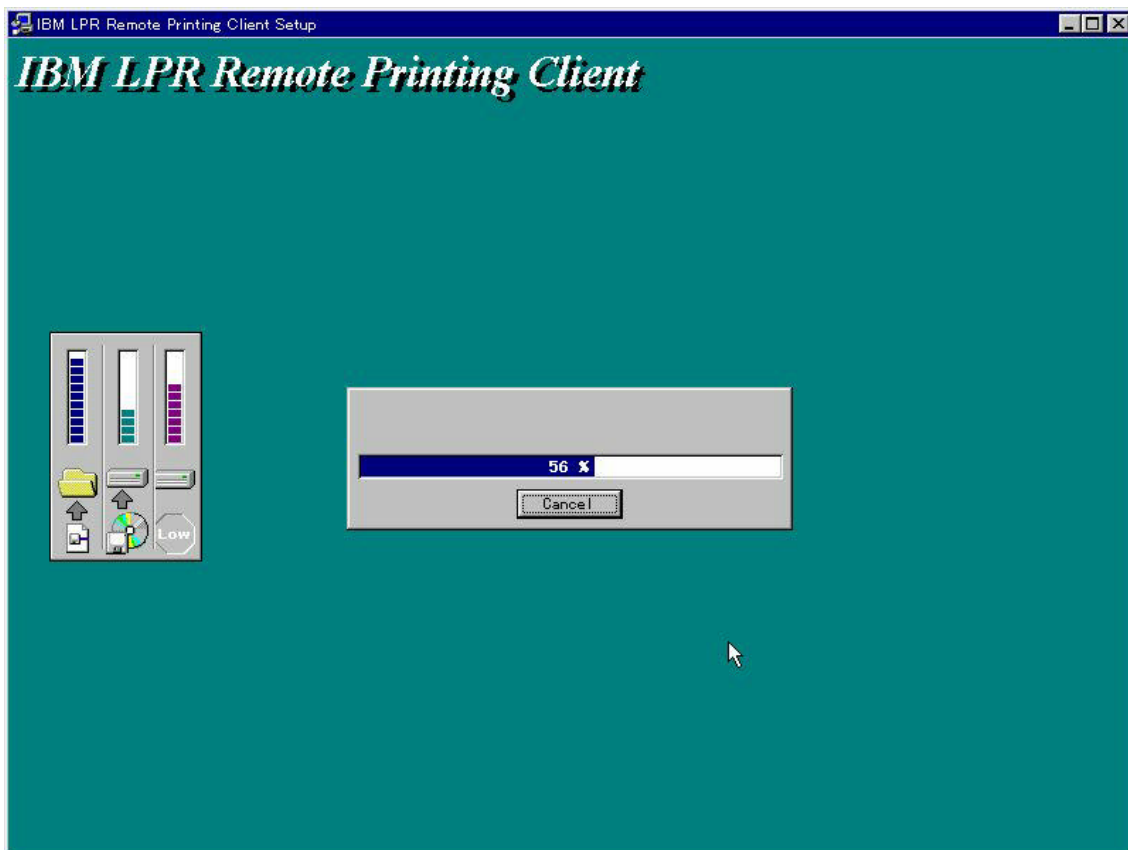 IBM LPR Remote Printing Client Setup
IBM LPR Remote Printing Client
56 %
Cancel
Low